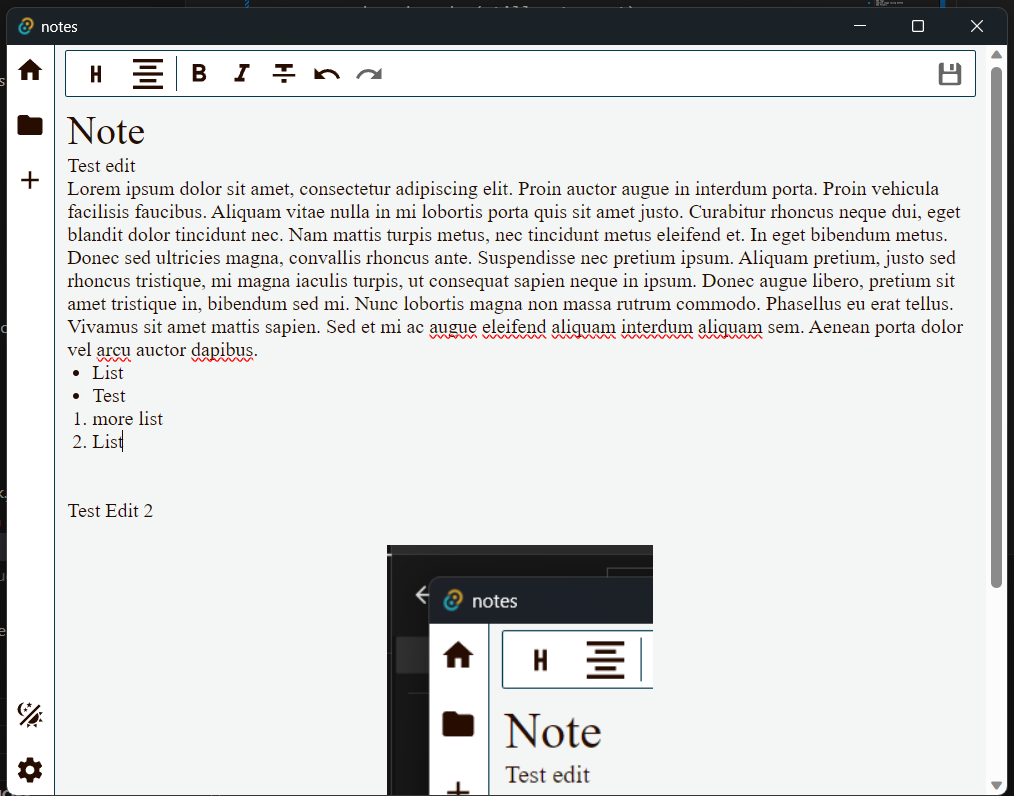 notes
H B I
Note
Test edit
Lorem ipsum dolor sit amet, consectetur adipiscing elit. Proin auctor augue in interdum porta. Proin vehicula
facilisis faucibus. Aliquam vitae nulla in mi lobortis porta quis sit amet justo. Curabitur rhoncus neque dui, eget
blandit dolor tincidunt nec. Nam mattis turpis metus, nec tincidunt metus eleifend et. In eget bibendum metus.
Donec sed ultricies magna, convallis rhoncus ante. Suspendisse nec pretium ipsum. Aliquam pretium, justo sed
rhoncus tristique, mi magna iaculis turpis, ut consequat sapien neque in ipsum. Donec augue libero, pretium sit
amet tristique in, bibendum sed mi. Nunc lobortis magna non massa rutrum commodo. Phasellus eu erat tellus.
Vivamus sit amet mattis sapien. Sed et mi ac augue eleifend aliquam interdum aliquam sem. Aenean porta dolor
vel arcu auctor dapibus.
• List
• Test
1. more list
2. List
Test Edit 2
notes
H
Note
Test edit